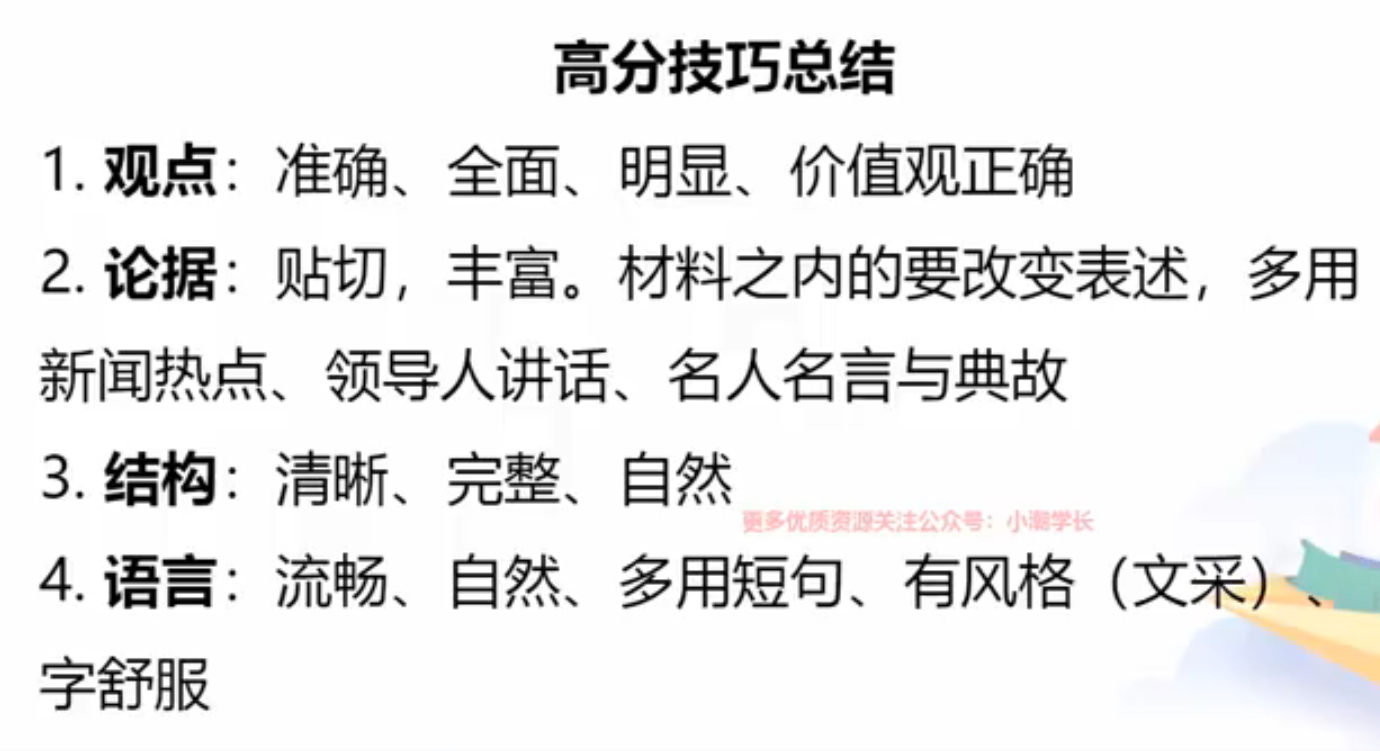 高分技巧总结
1. 观点：准确、全面、明显、价值观正确
2. 论据：贴切，丰富。材料之内的要改变表述，多用
新闻热点、领导人讲话、名人名言与典故
3. 结构：清晰、完整、自然
更多优质资源关注公众号：小潮学长
4. 语言：流畅、自然、多用短句、有风格（文采）、
字舒服